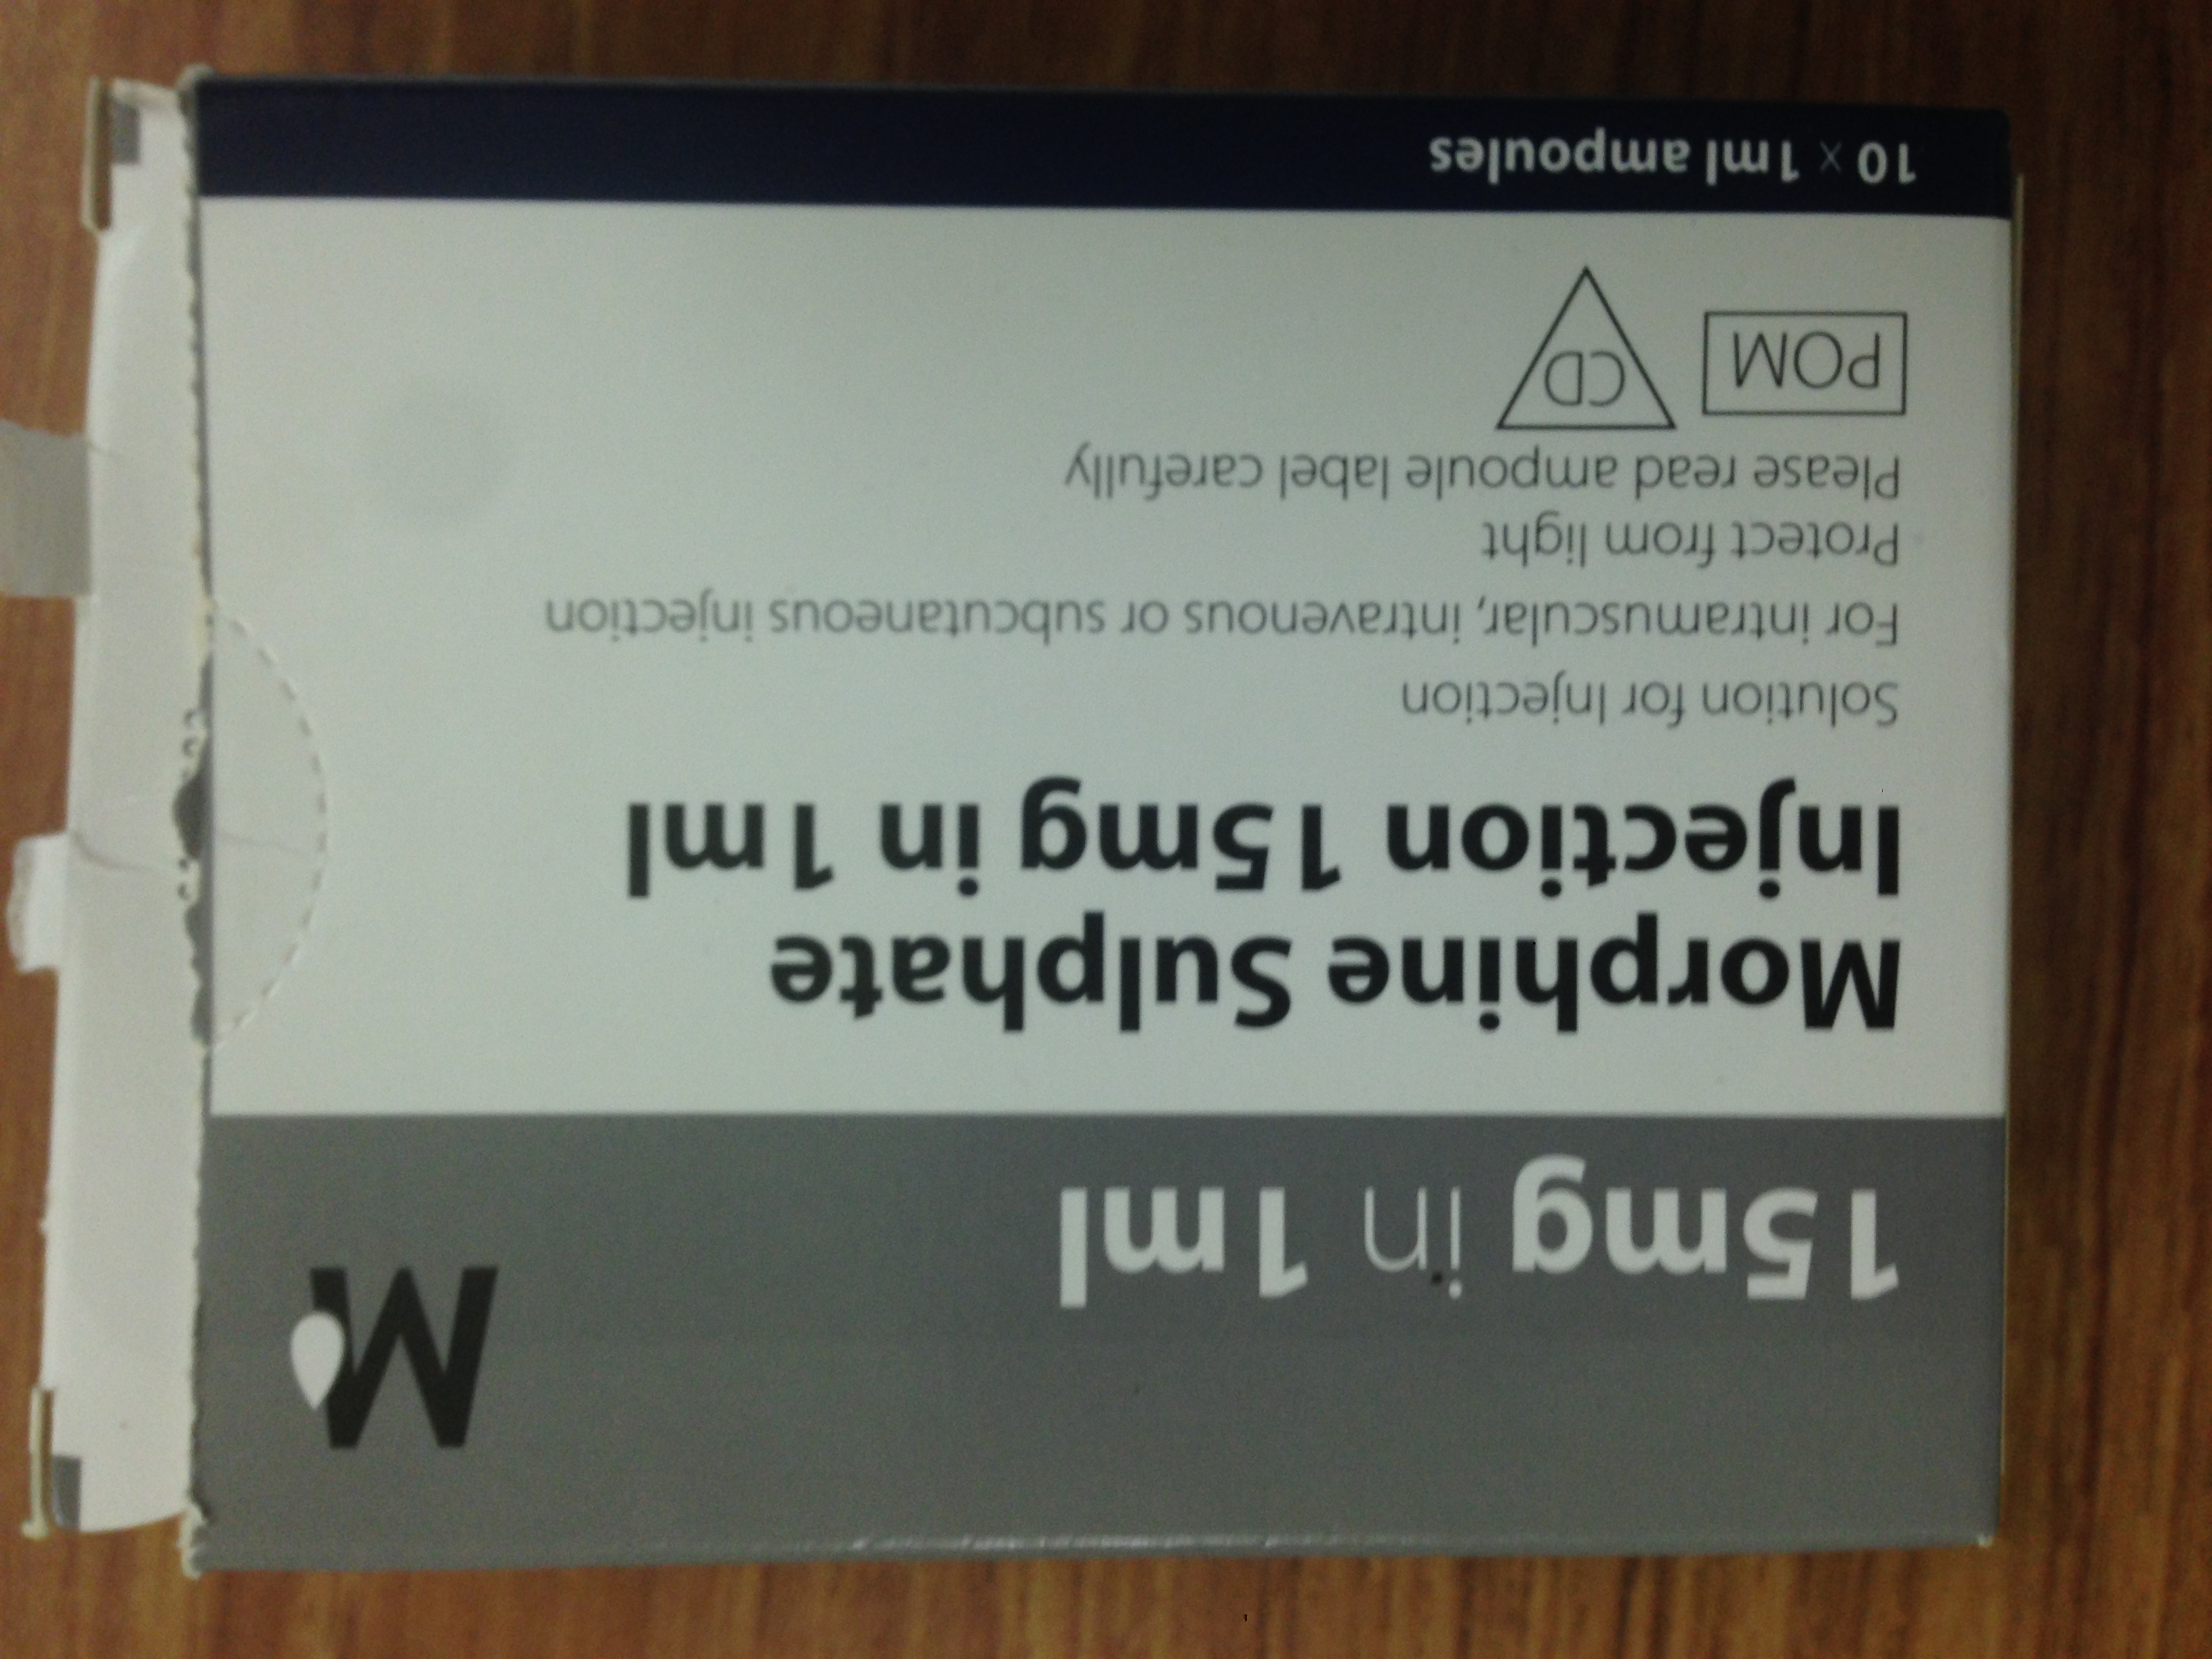 15mg in 1ml
M
Morphine Sulphate
Injection 15mg in 1ml
Solution for Injection
For intramuscular, intravenous or subcutaneous injection
Protect from light
Please read ampoule label carefully
POM CD
10 x 1ml ampoules